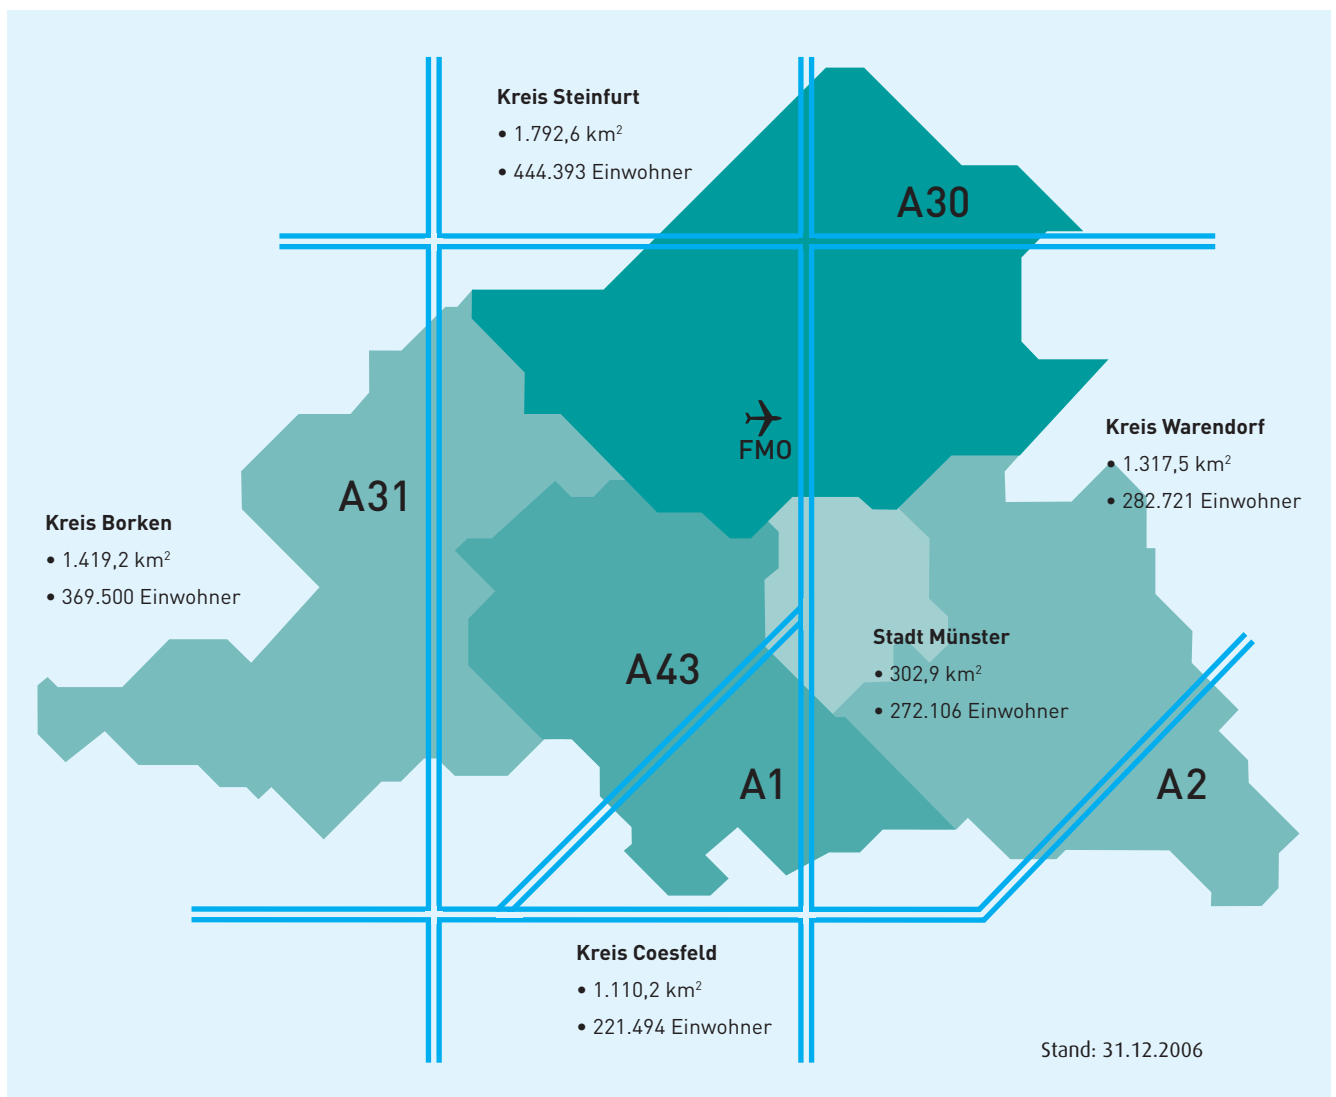 Kreis Steinfurt
• 1.792,6 km²
• 444.393 Einwohner
A30
FMO
Kreis Warendorf
• 1.317,5 km²
• 282.721 Einwohner
A31
Kreis Borken
• 1.419,2 km²
• 369.500 Einwohner
Stadt Münster
• 302,9 km²
• 272.106 Einwohner
A43
A1
A2
Kreis Coesfeld
• 1.110,2 km²
• 221.494 Einwohner
Stand: 31.12.2006